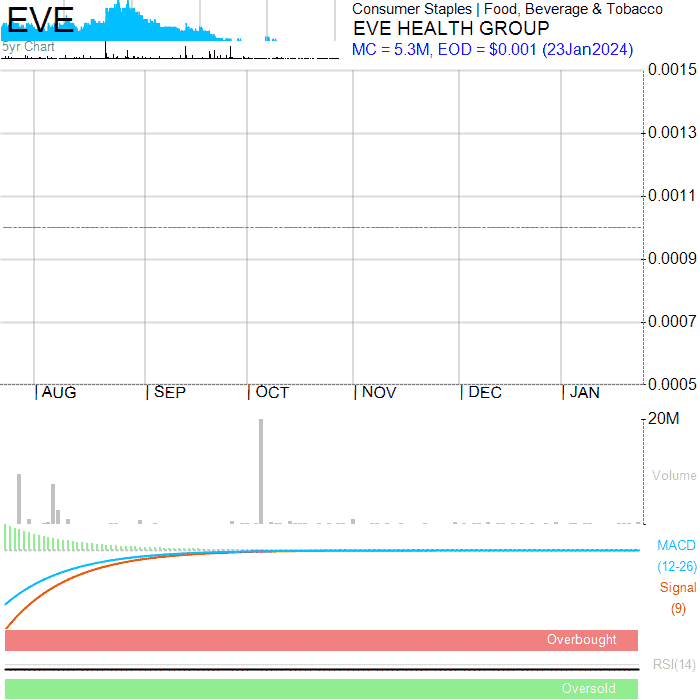 EVE
5yr Chart
Consumer Staples | Food, Beverage & Tobacco
EVE HEALTH GROUP
MC = 5.3M, EOD = $0.001 (23Jan2024)
0.0015
0.0013
0.0011
0.0009
0.0007
0.0005
AUG
SEP
OCT
NOV
DEC
JAN
20M
Volume
MACD
(12-26)
Signal
(9)
Overbought
RSI(14)
Oversold